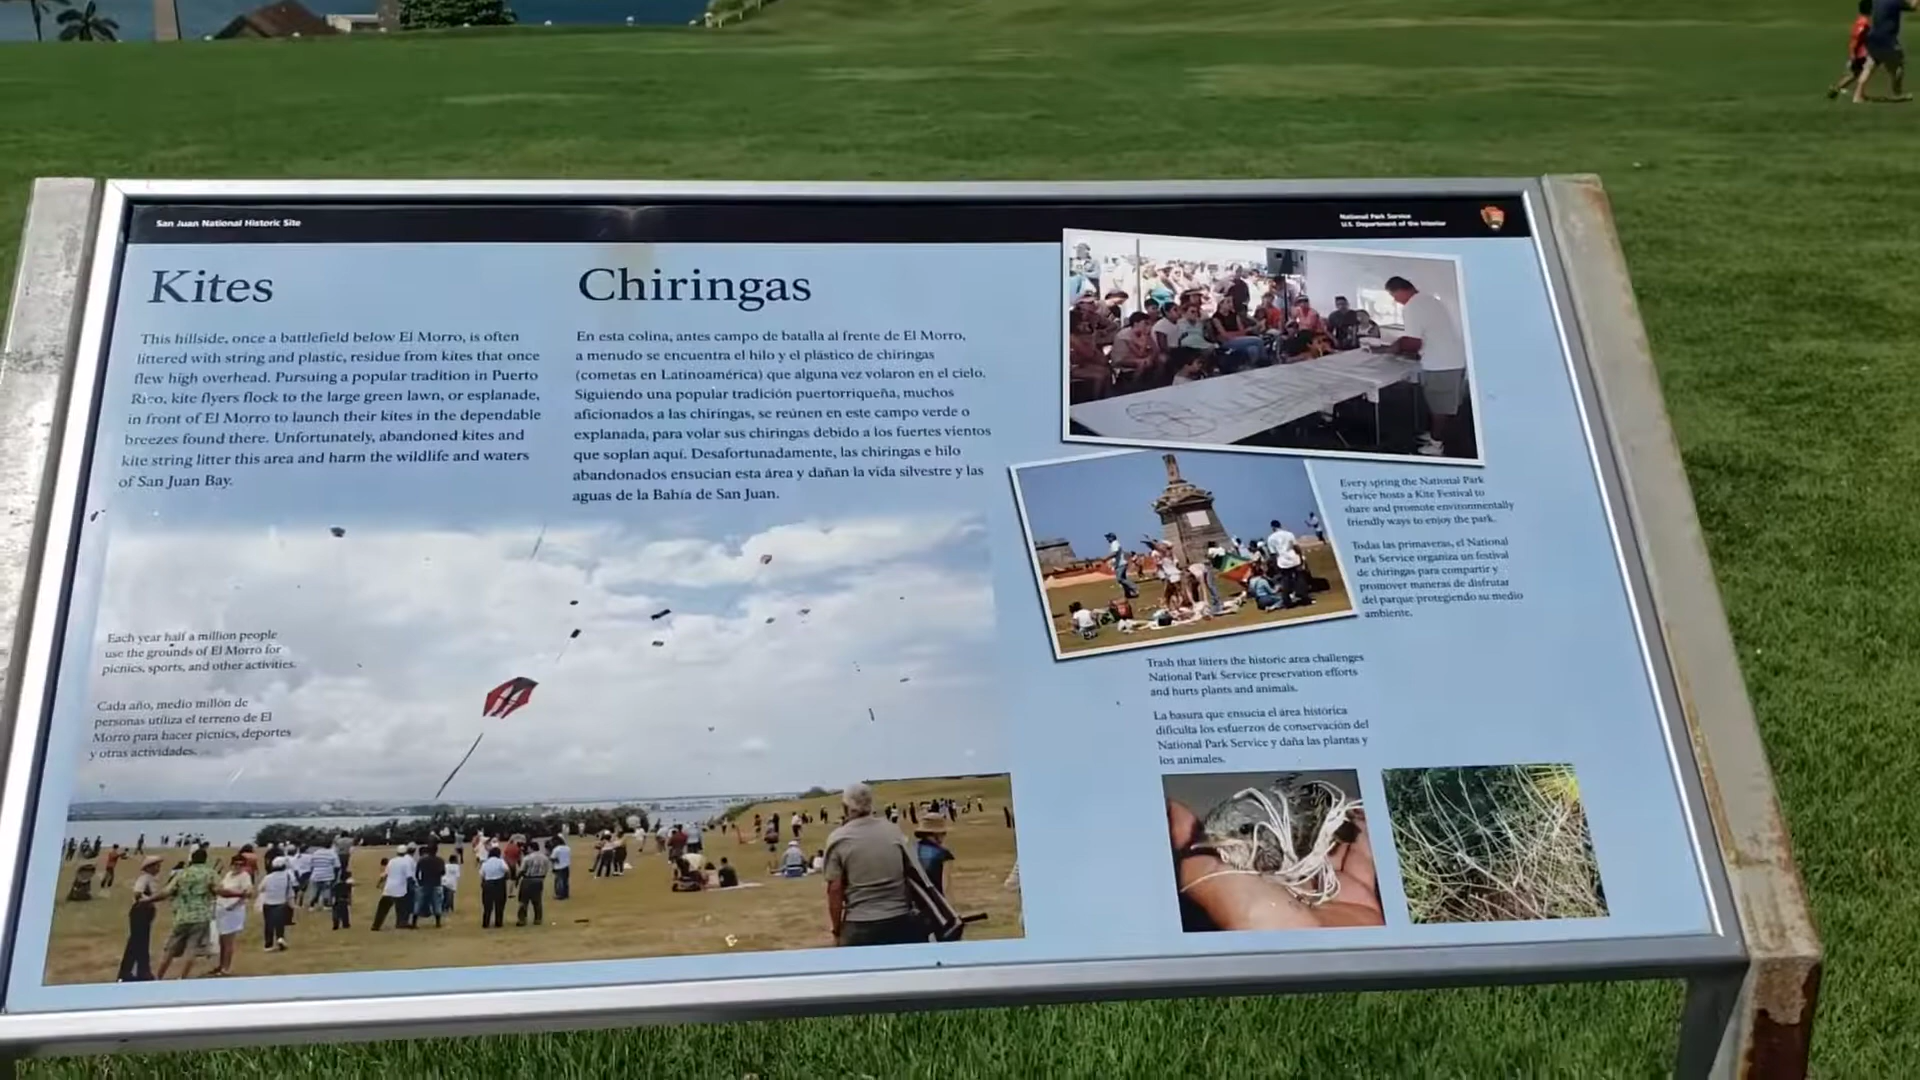 San Juan National Historic Site
National Park Service
U.S. Department of the Interior
Kites
This hillside, once a battlefield below El Morro, is often
littered with string and plastic, residue from kites that once
flew high overhead. Pursuing a popular tradition in Puerto
Rico, kite flyers flock to the large green lawn, or esplanade,
in front of El Morro to launch their kites in the dependable
breezes found there. Unfortunately, abandoned kites and
kite string litter this area and harm the wildlife and waters
of San Juan Bay.
Chiringas
En esta colina, antes campo de batalla al frente de El Morro,
a menudo se encuentra el hilo y el plástico de chiringas
(cometas en Latinoamérica) que alguna vez volaron en el cielo.
Siguiendo una popular tradición puertorriqueña, muchos
aficionados a las chiringas, se reúnen en este campo verde o
explanada, para volar sus chiringas debido a los fuertes vientos
que soplan aquí. Desafortunadamente, las chiringas e hilo
abandonados ensucian esta área y dañan la vida silvestre y las
aguas de la Bahía de San Juan.
Each year half a million people
use the grounds of El Morro for
picnics, sports, and other activities.
Cada año, medio millón de
personas utiliza el terreno de El
Morro para hacer picnics, deportes
y otras actividades.
Every spring the National Park
Service hosts a Kite Festival to
share and promote environmentally
friendly ways to enjoy the park.
Todas las primaveras, el National
Park Service organiza un festival
de chiringas para compartir y
promover maneras de disfrutar
del parque protegiendo su medio
ambiente.
Trash that litters the historic area challenges
National Park Service preservation efforts
and hurts plants and animals.
La basura que ensucia el área histórica
dificulta los esfuerzos de conservación del
National Park Service y daña las plantas y
los animales.